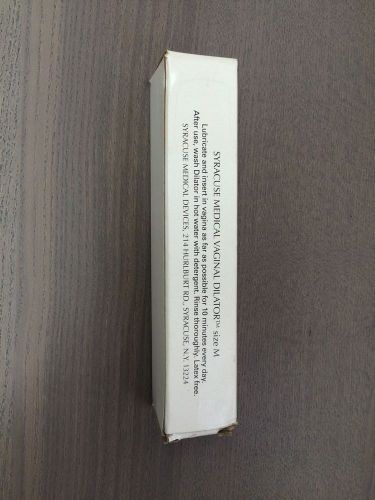 SYRACUSE MEDICAL VAGINAL DILATOR™ size M
Lubricate and insert in vagina as far as possible for 10 minutes every day.
After use, wash Dilator in hot water with detergent. Rinse thoroughly. Latex free.
SYRACUSE MEDICAL DEVICES, 214 HURLBURT RD., SYRACUSE, N.Y. 13224